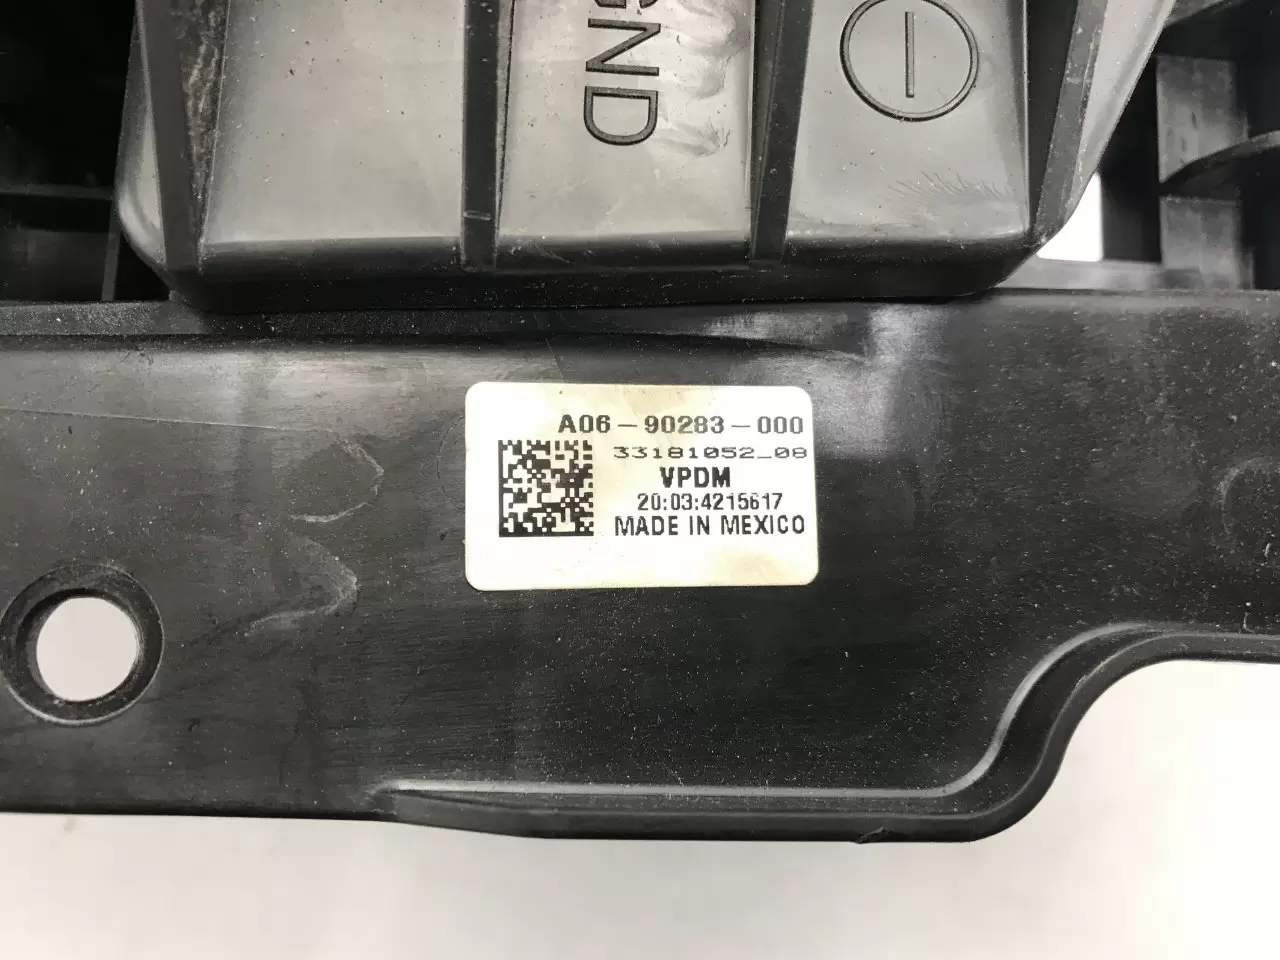 GND
A06-90283-000
33181052_08
VPDM
20:03:4215617
MADE IN MEXICO